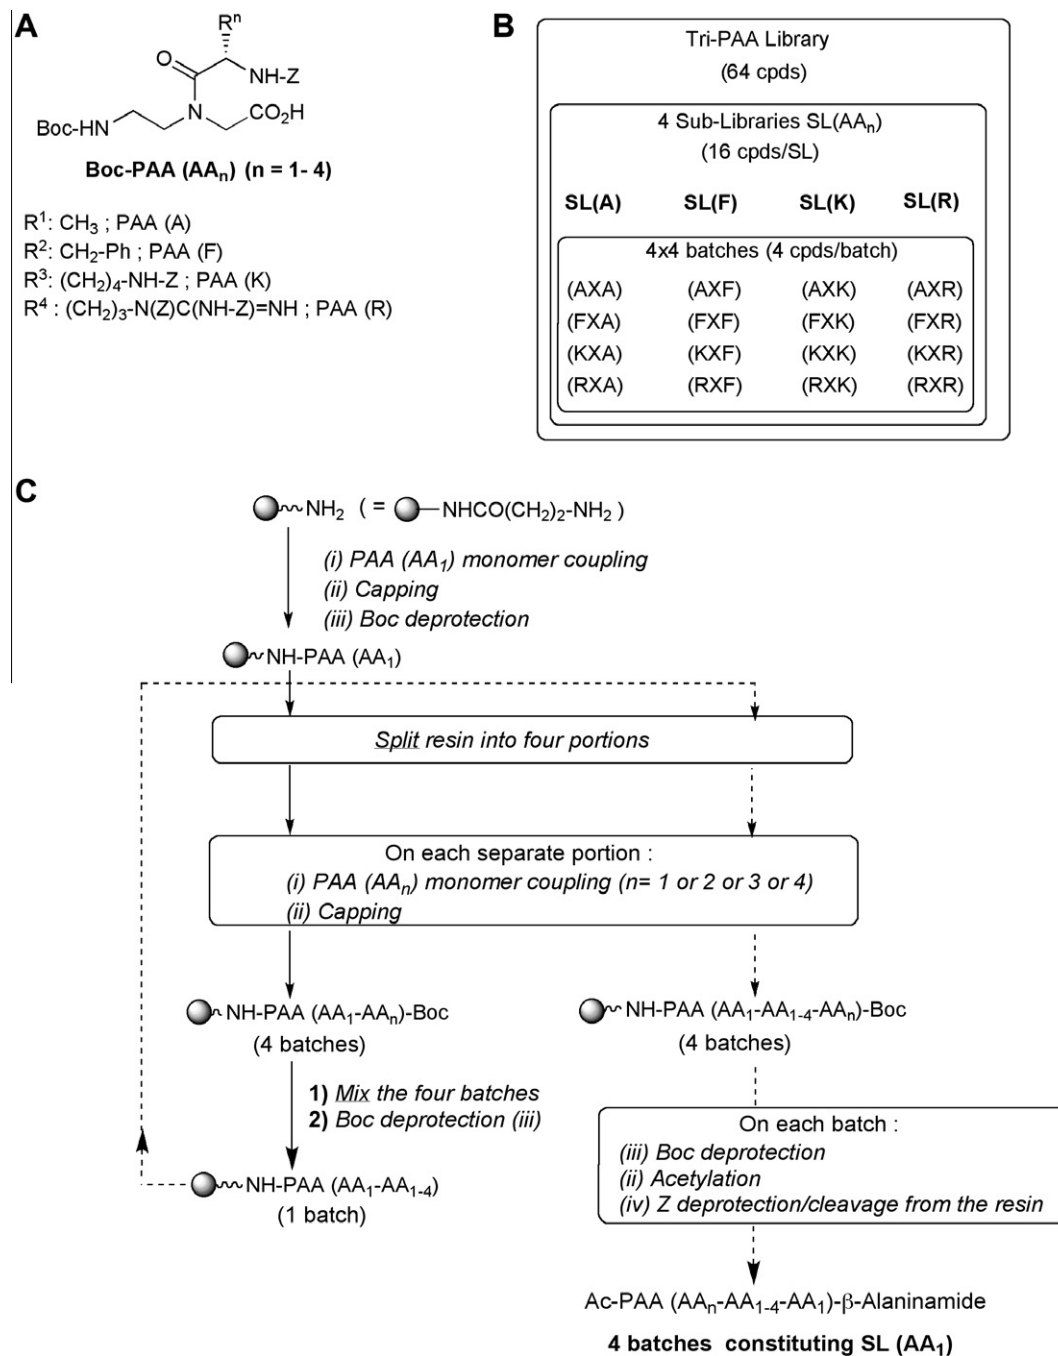 A
Rⁿ
O
NH-Z
N
CO₂H
Boc-HN
Boc-PAA (AAₙ) (n = 1- 4)
R¹: CH₃ ; PAA (A)
R²: CH₂-Ph ; PAA (F)
R³: (CH₂)₄-NH-Z ; PAA (K)
R⁴ : (CH₂)₃-N(Z)C(NH-Z)=NH ; PAA (R)
B
Tri-PAA Library
(64 cpds)
4 Sub-Libraries SL(AAₙ)
(16 cpds/SL)
SL(A) SL(F) SL(K) SL(R)
4x4 batches (4 cpds/batch)
(AXA) (AXF) (AXK) (AXR)
(FXA) (FXF) (FXK) (FXR)
(KXA) (KXF) (KXK) (KXR)
(RXA) (RXF) (RXK) (RXR)
C
NH₂ ( = NHCO(CH₂)₂-NH₂ )
(i) PAA (AA₁) monomer coupling
(ii) Capping
(iii) Boc deprotection
NH-PAA (AA₁)
Split resin into four portions
On each separate portion :
(i) PAA (AAₙ) monomer coupling (n= 1 or 2 or 3 or 4)
(ii) Capping
NH-PAA (AA₁-AAₙ)-Boc
(4 batches)
1) Mix the four batches
2) Boc deprotection (iii)
NH-PAA (AA₁-AA₁₋₄)
(1 batch)
NH-PAA (AA₁-AA₁₋₄-AAₙ)-Boc
(4 batches)
On each batch :
(iii) Boc deprotection
(ii) Acetylation
(iv) Z deprotection/cleavage from the resin
Ac-PAA (AAₙ-AA₁₋₄-AA₁)-β-Alaninamide
4 batches constituting SL (AA₁)